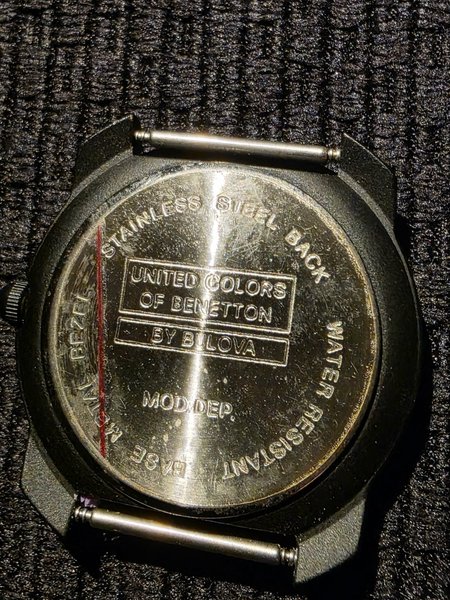 STAINLESS STEEL BACK
WATER RESISTANT
BASE METAL BEZEL
UNITED COLORS
OF BENETTON
BY BULOVA
MOD.DEP.